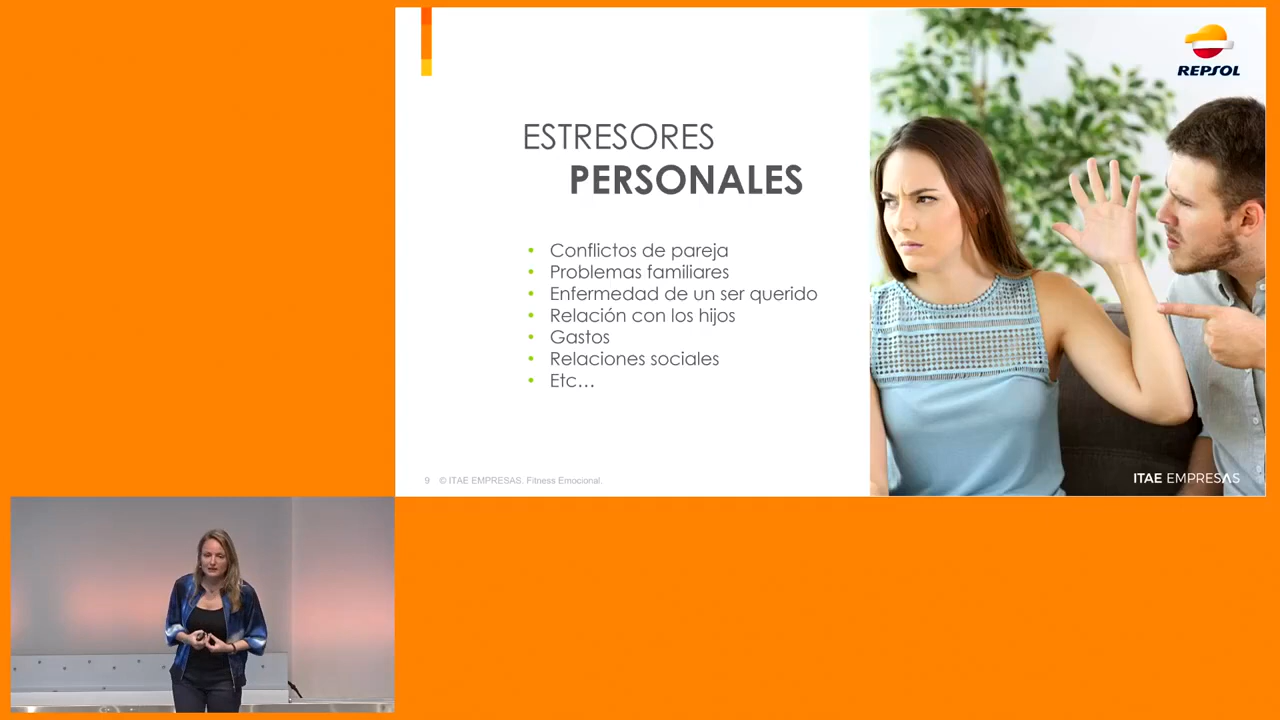 REPSOL
ESTRESORES
PERSONALES
• Conflictos de pareja
• Problemas familiares
• Enfermedad de un ser querido
• Relación con los hijos
• Gastos
• Relaciones sociales
• Etc...
9 © ITAE EMPRESAS. Fitness Emocional.
ITAE EMPRESAS